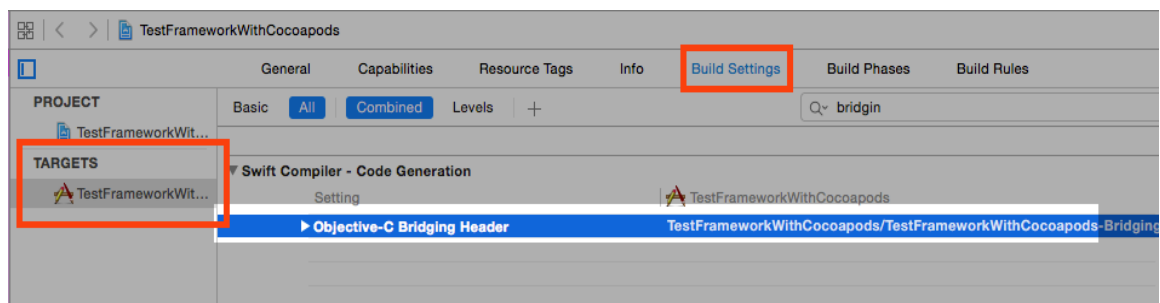 TestFrameworkWithCocoapods
General Capabilities Resource Tags Info Build Settings Build Phases Build Rules
PROJECT
Basic All Combined Levels + bridgin
TestFrameworkWit...
TARGETS
Swift Compiler - Code Generation
TestFrameworkWit...
Setting TestFrameworkWithCocoapods
Objective-C Bridging Header TestFrameworkWithCocoapods/TestFrameworkWithCocoapods-Bridging